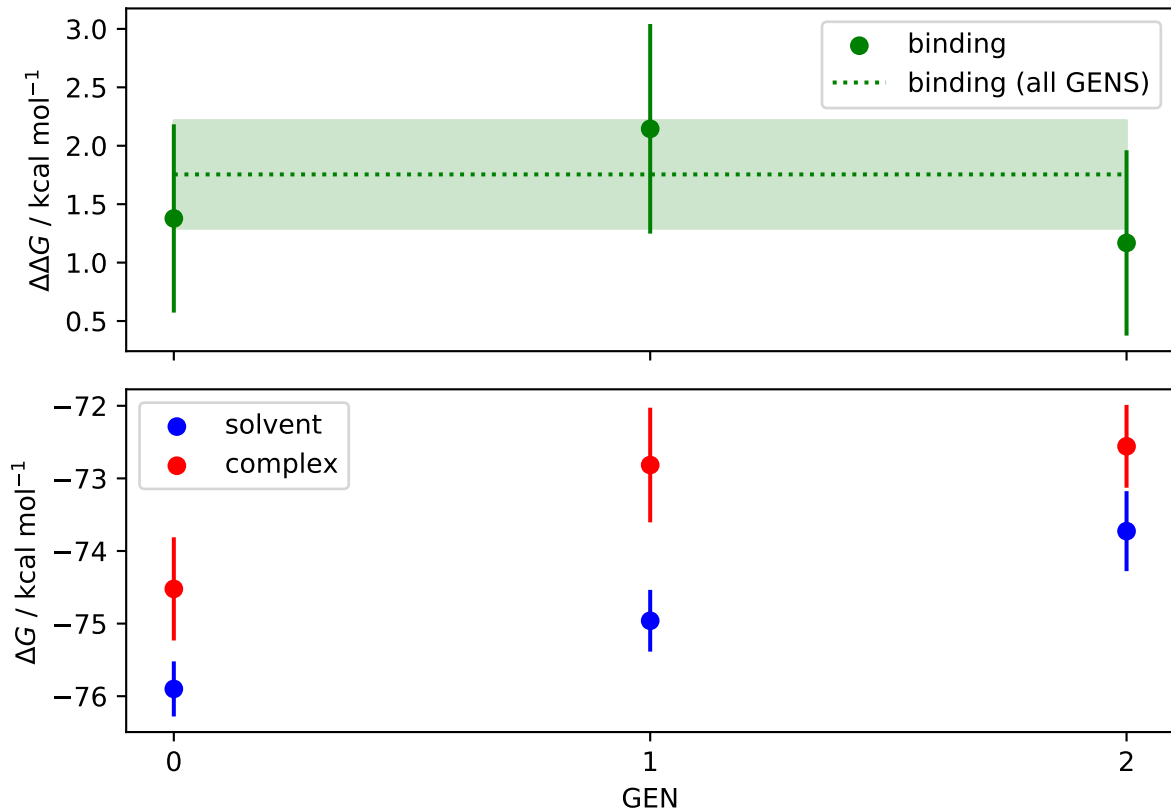 3.0
2.5
2.0
1.5
1.0
0.5
ΔΔG / kcal mol⁻¹
binding
binding (all GENS)
−72
−73
−74
−75
−76
ΔG / kcal mol⁻¹
solvent
complex
0 1 2
GEN